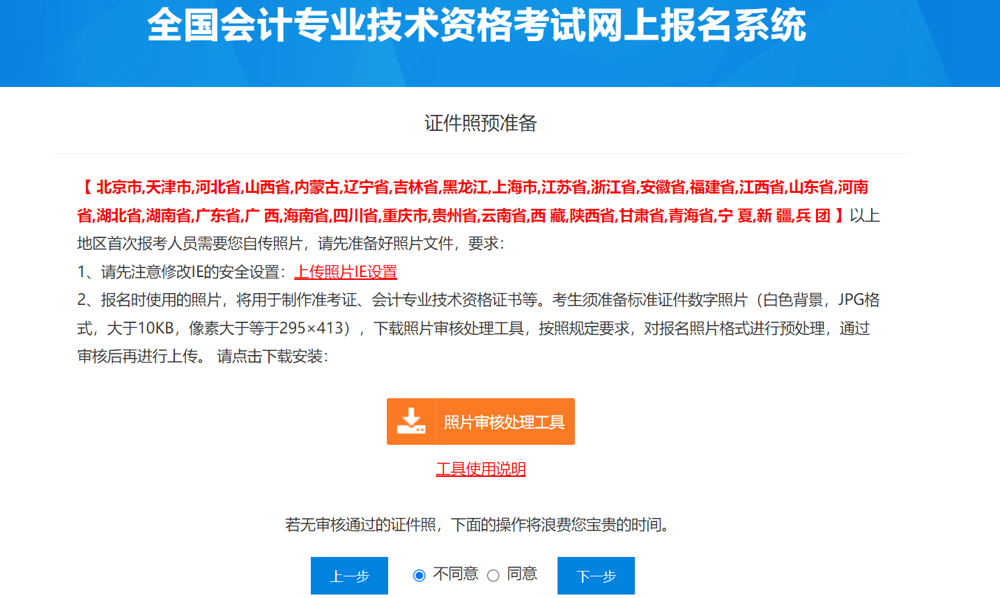 全国会计专业技术资格考试网上报名系统
证件照预准备
【 北京市,天津市,河北省,山西省,内蒙古,辽宁省,吉林省,黑龙江,上海市,江苏省,浙江省,安徽省,福建省,江西省,山东省,河南
省,湖北省,湖南省,广东省,广 西,海南省,四川省,重庆市,贵州省,云南省,西 藏,陕西省,甘肃省,青海省,宁 夏,新 疆,兵 团 】以上
地区首次报考人员需要您自传照片，请先准备好照片文件，要求：
1、请先注意修改IE的安全设置：上传照片IE设置
2、报名时使用的照片，将用于制作准考证、会计专业技术资格证书等。考生须准备标准证件数字照片（白色背景，JPG格
式，大于10KB，像素大于等于295×413），下载照片审核处理工具，按照规定要求，对报名照片格式进行预处理，通过
审核后再进行上传。 请点击下载安装：
照片审核处理工具
工具使用说明
若无审核通过的证件照，下面的操作将浪费您宝贵的时间。
上一步 不同意 同意 下一步